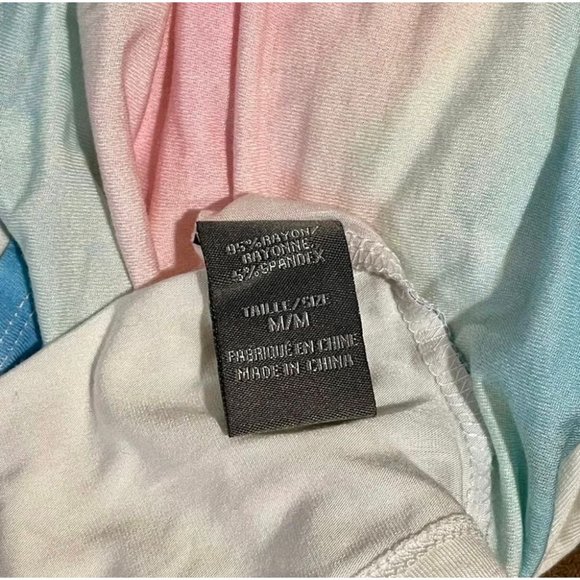 95%RAYON/
RAYONNE,
5%SPANDEX
TAILLE/SIZE
M/M
FABRIQUÉ EN CHINE
MADE IN CHINA